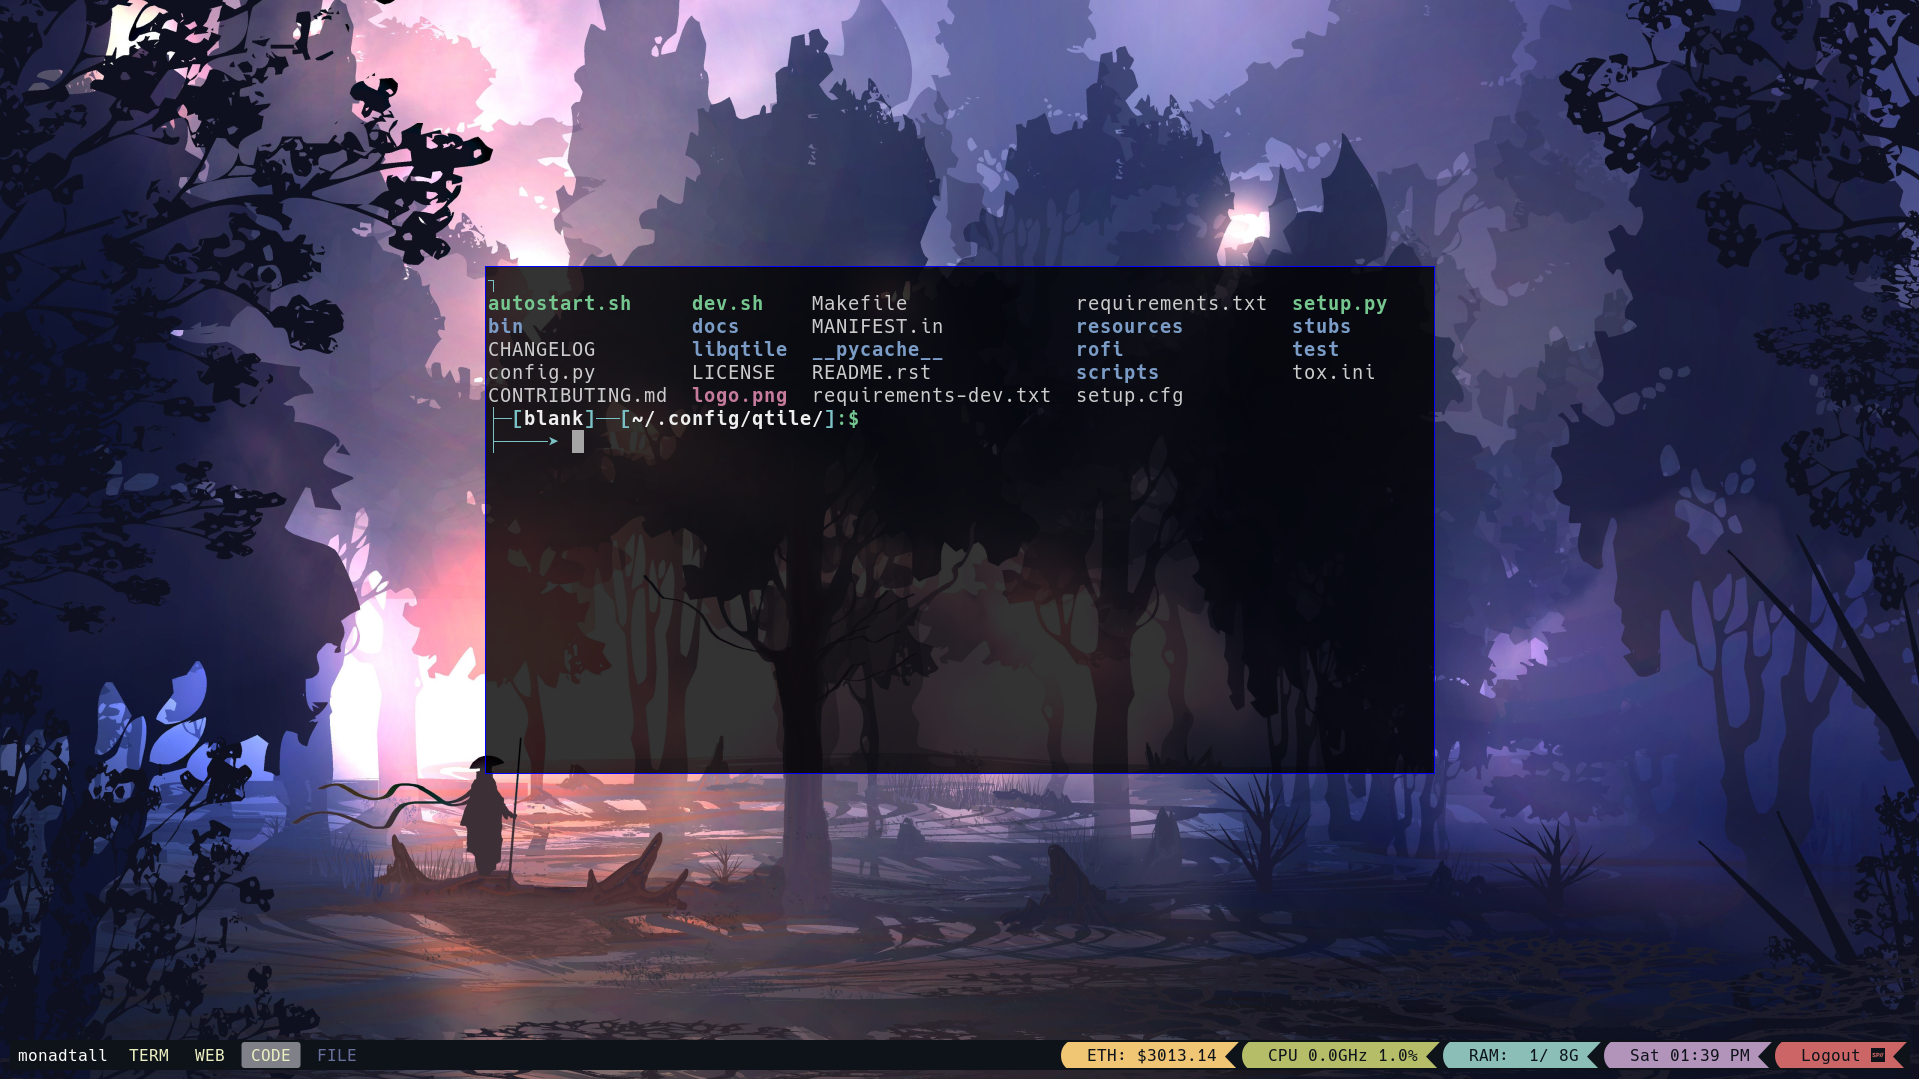 autostart.sh dev.sh Makefile requirements.txt setup.py
bin docs MANIFEST.in resources stubs
CHANGELOG libqtile __pycache__ rofi test
config.py LICENSE README.rst scripts tox.ini
CONTRIBUTING.md logo.png requirements-dev.txt setup.cfg
├─[blank]──[~/.config/qtile/]:$
├────➤
monadtall TERM WEB CODE FILE ETH: $3013.14 CPU 0.0GHz 1.0% RAM: 1/ 8G Sat 01:39 PM Logout